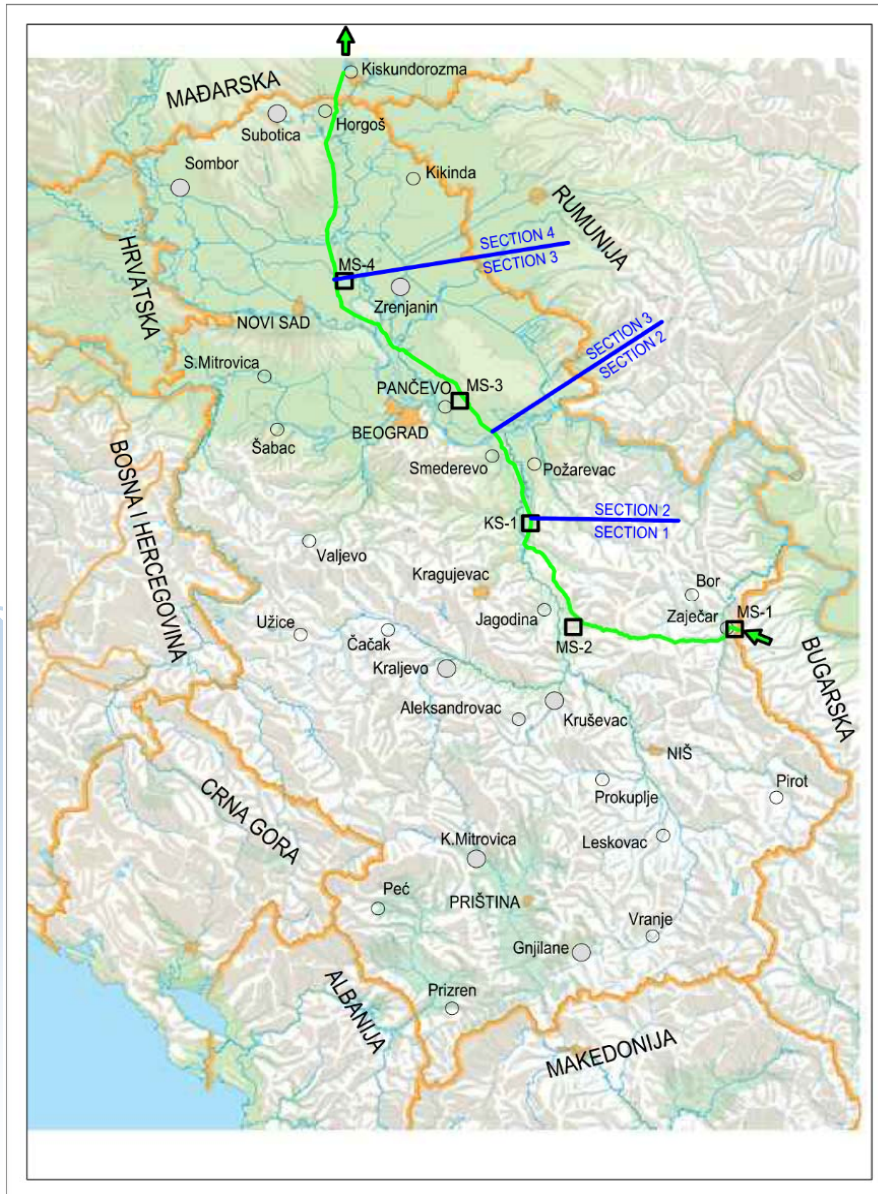 Kiskundorozma
MAĐARSKA
Subotica
Horgoš
Sombor
Kikinda
RUMUNIJA
HRVATSKA
SECTION 4
SECTION 3
MS-4
Zrenjanin
NOVI SAD
SECTION 3
SECTION 2
S.Mitrovica
PANČEVO
MS-3
BEOGRAD
Šabac
Smederevo
Požarevac
BOSNA I HERCEGOVINA
KS-1
SECTION 2
SECTION 1
Valjevo
Kragujevac
Bor
Jagodina
Zaječar
MS-1
Užice
Čačak
MS-2
BUGARSKA
Kraljevo
Aleksandrovac
Kruševac
NIŠ
CRNA GORA
Prokuplje
Pirot
K.Mitrovica
Leskovac
Peć
PRIŠTINA
Vranje
Gnjilane
ALBANIJA
Prizren
MAKEDONIJA